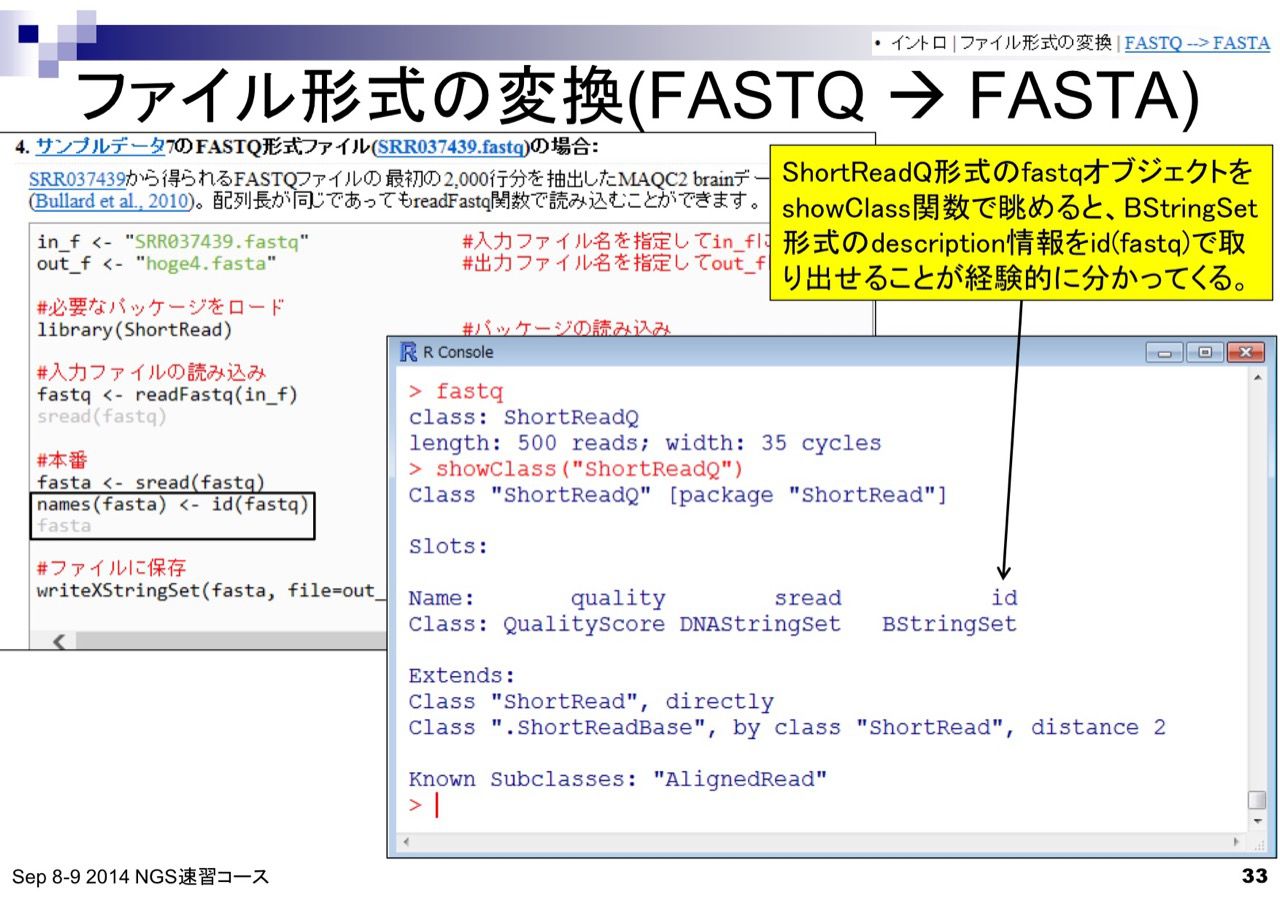 • イントロ | ファイル形式の変換 | FASTQ --> FASTA
ファイル形式の変換(FASTQ → FASTA)
4. サンプルデータ7のFASTQ形式ファイル(SRR037439.fastq)の場合:
SRR037439から得られるFASTQファイルの最初の2,000行分を抽出したMAQC2 brainデー
(Bullard et al., 2010)。配列長が同じであってもreadFastq関数で読み込むことができます。
in_f <- "SRR037439.fastq" #入力ファイル名を指定してin_fに
out_f <- "hoge4.fasta" #出力ファイル名を指定してout_f
#必要なパッケージをロード
library(ShortRead) #パッケージの読み込み
#入力ファイルの読み込み
fastq <- readFastq(in_f)
sread(fastq)
#本番
fasta <- sread(fastq)
names(fasta) <- id(fastq)
fasta
#ファイルに保存
writeXStringSet(fasta, file=out_
ShortReadQ形式のfastqオブジェクトを
showClass関数で眺めると、BStringSet
形式のdescription情報をid(fastq)で取
り出せることが経験的に分かってくる。
R Console
> fastq
class: ShortReadQ
length: 500 reads; width: 35 cycles
> showClass("ShortReadQ")
Class "ShortReadQ" [package "ShortRead"]
Slots:
Name: quality sread id
Class: QualityScore DNAStringSet BStringSet
Extends:
Class "ShortRead", directly
Class ".ShortReadBase", by class "ShortRead", distance 2
Known Subclasses: "AlignedRead"
>
Sep 8-9 2014 NGS速習コース
33